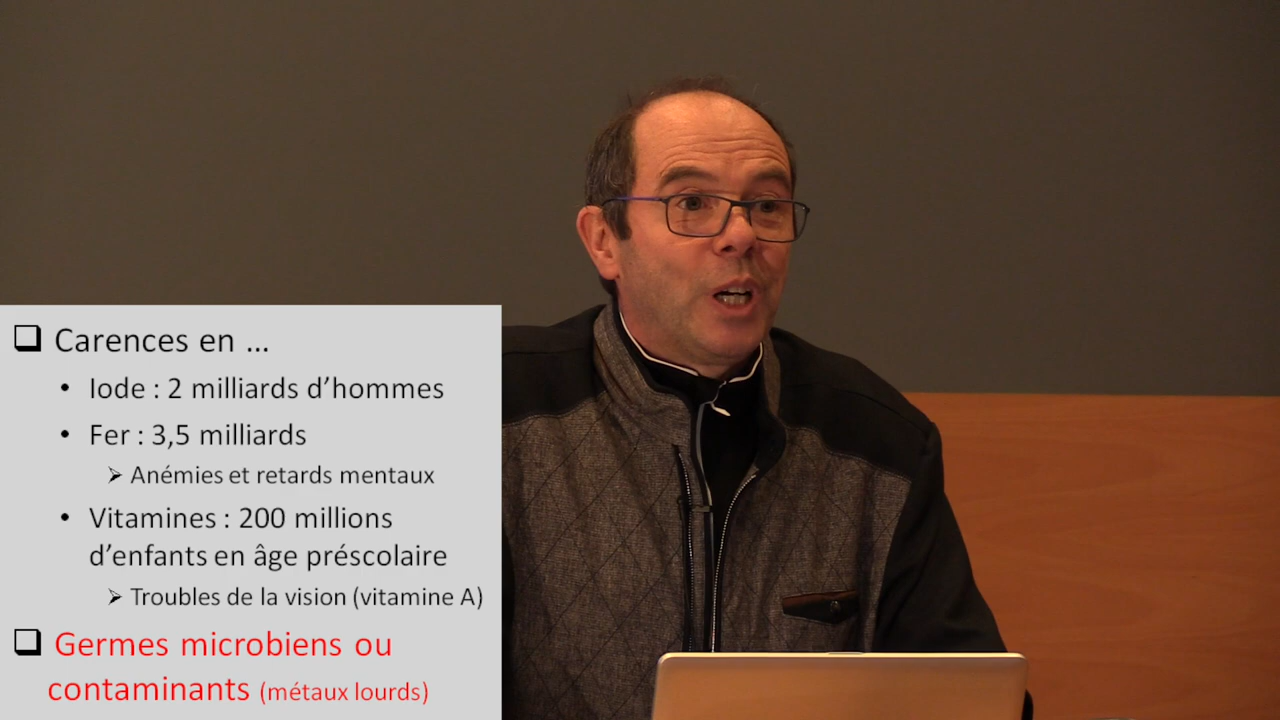 Carences en ...
• Iode : 2 milliards d’hommes
• Fer : 3,5 milliards
➢ Anémies et retards mentaux
• Vitamines : 200 millions
d’enfants en âge préscolaire
➢ Troubles de la vision (vitamine A)
Germes microbiens ou
contaminants (métaux lourds)